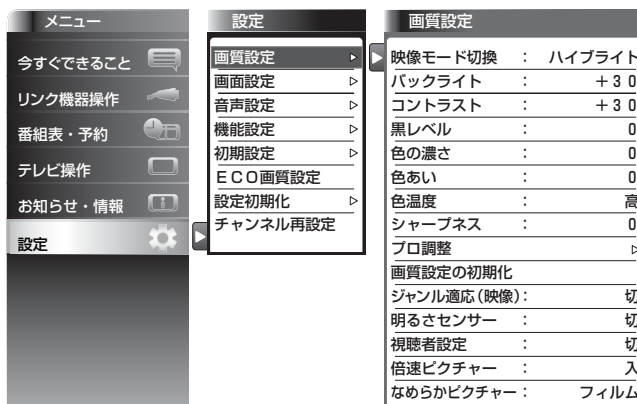 メニュー
今すぐできること
リンク機器操作
番組表・予約
テレビ操作
お知らせ・情報
設定
設定
画質設定
画面設定
音声設定
機能設定
初期設定
ECO画質設定
設定初期化
チャンネル再設定
画質設定
映像モード切換 : ハイブライト
バックライト : +30
コントラスト : +30
黒レベル : 0
色の濃さ : 0
色あい : 0
色温度 : 高
シャープネス : 0
プロ調整
画質設定の初期化
ジャンル適応(映像): 切
明るさセンサー : 切
視聴者設定 : 切
倍速ピクチャー : 入
なめらかピクチャー : フィルム